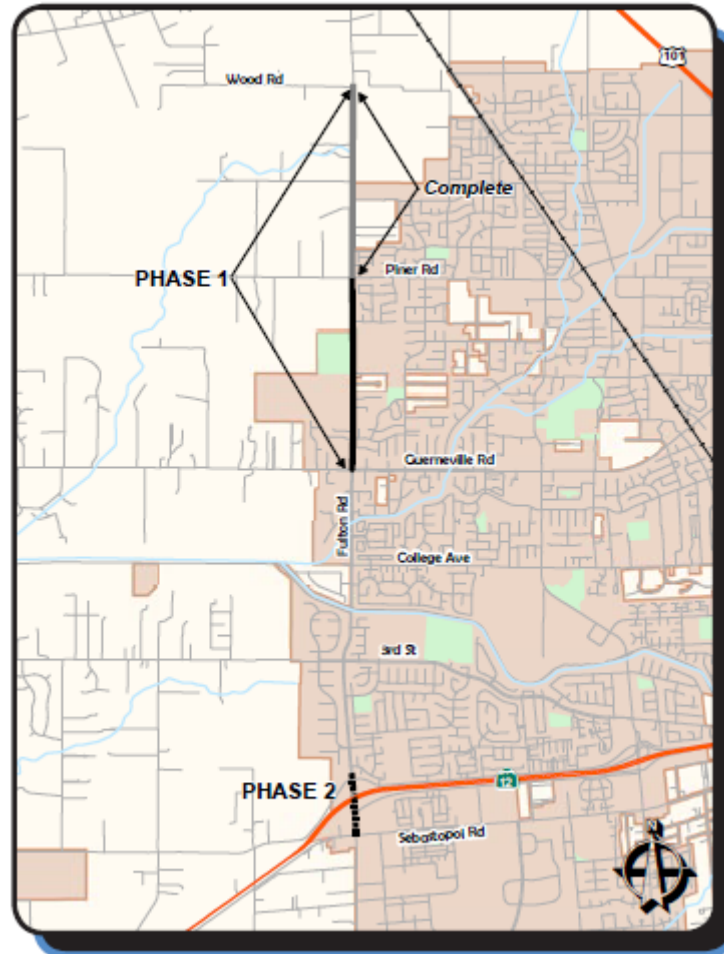 Wood Rd
101
Complete
Piner Rd
PHASE 1
Guerneville Rd
Fulton Rd
College Ave
3rd St
PHASE 2
12
Sebastopol Rd